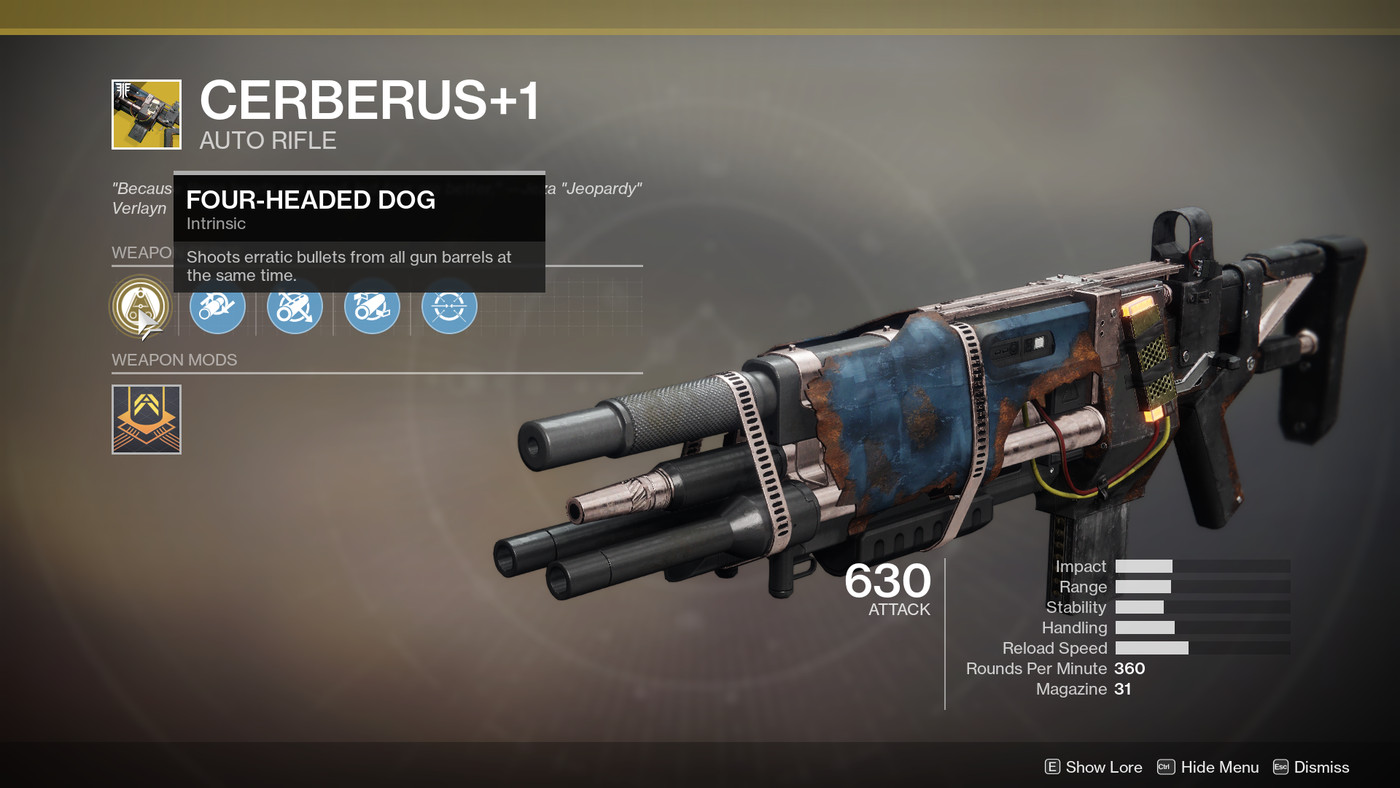 CERBERUS+1
AUTO RIFLE
"Becaus za "Jeopardy"
Verlayn
FOUR-HEADED DOG
Intrinsic
Shoots erratic bullets from all gun barrels at
the same time.
WEAPO
WEAPON MODS
630
ATTACK
Impact
Range
Stability
Handling
Reload Speed
Rounds Per Minute 360
Magazine 31
E Show Lore Ctrl Hide Menu Esc Dismiss